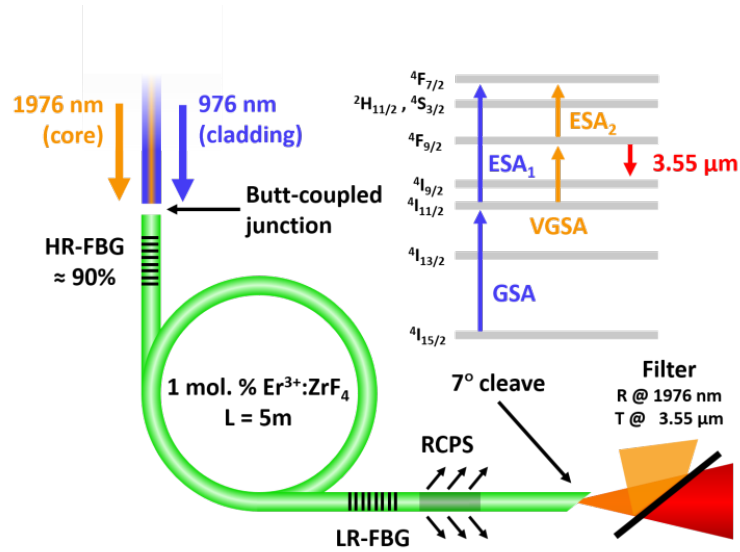 1976 nm
(core)
976 nm
(cladding)
Butt-coupled
junction
HR-FBG
≈ 90%
1 mol. % Er³⁺:ZrF₄
L = 5m
LR-FBG
RCPS
7° cleave
Filter
R @ 1976 nm
T @ 3.55 µm
⁴F₇/₂
²H₁₁/₂ , ⁴S₃/₂
⁴F₉/₂
⁴I₉/₂
⁴I₁₁/₂
⁴I₁₃/₂
⁴I₁₅/₂
ESA₁
ESA₂
VGSA
GSA
3.55 µm